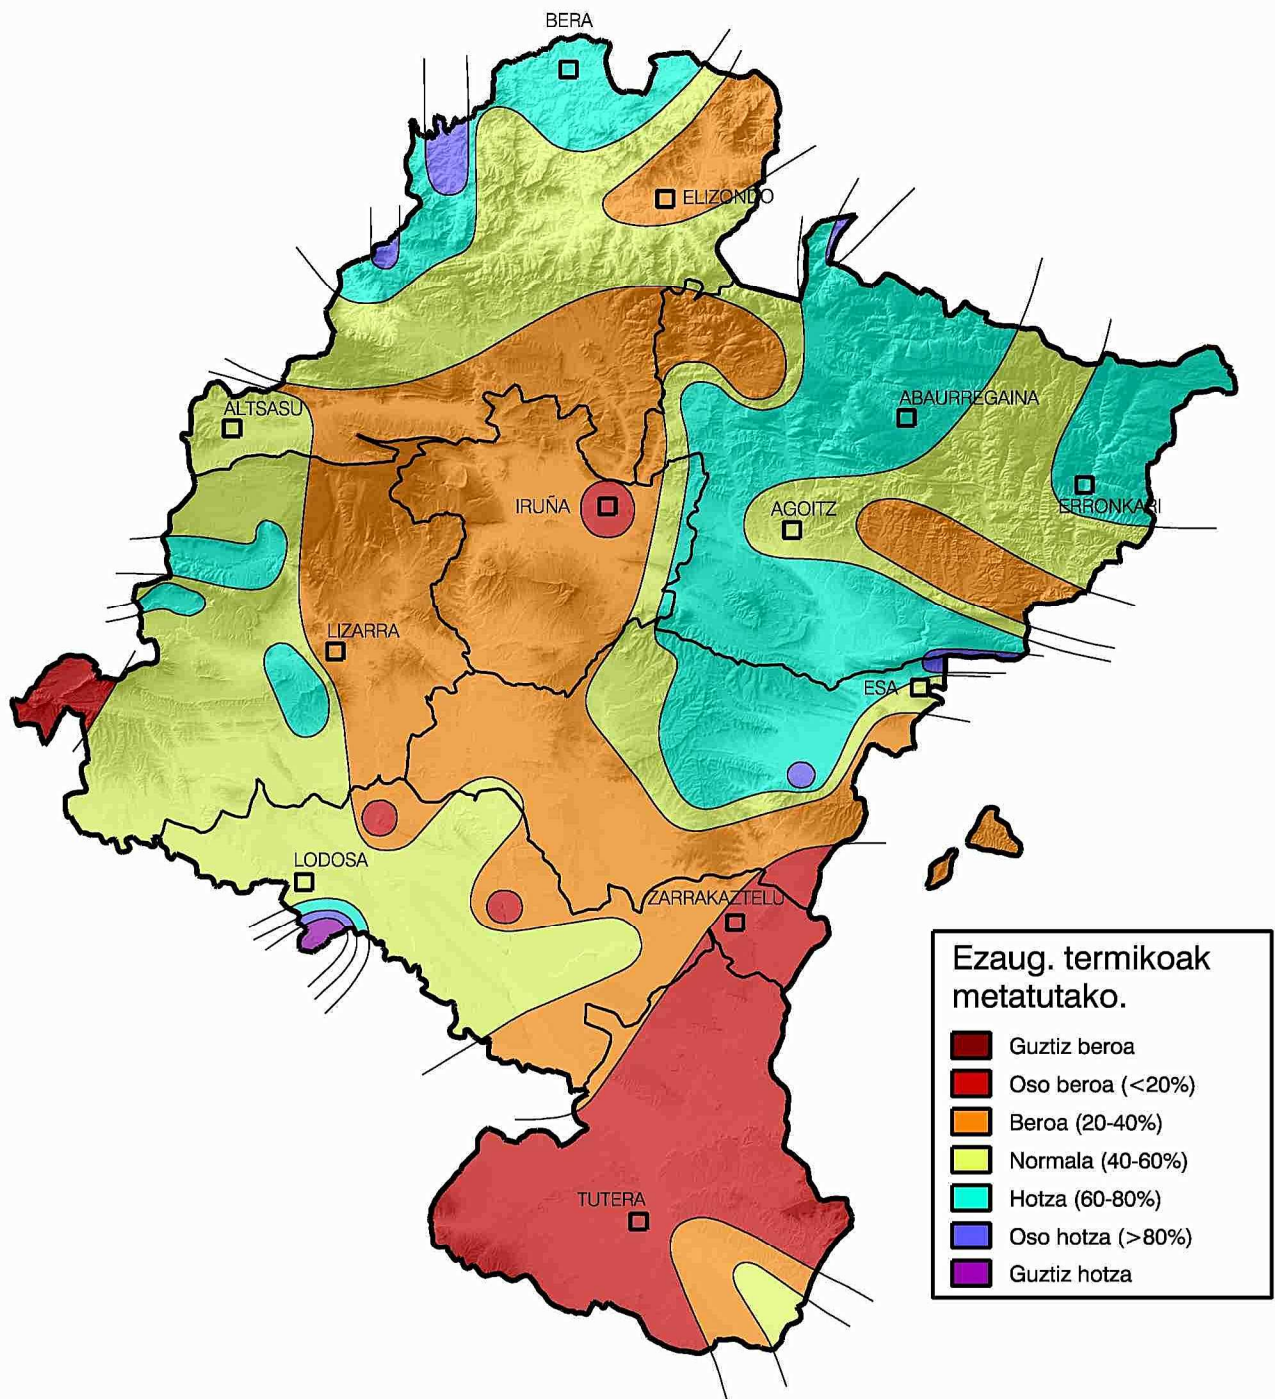 BERA
ELIZONDO
ALTSASU
ABAURREGAINA
IRUÑA
AGOITZ
ERRONKARI
LIZARRA
ESA
LODOSA
ZARRAKAZTELU
TUTERA
Ezaug. termikoak
metatutako.
Guztiz beroa
Oso beroa (<20%)
Beroa (20-40%)
Normala (40-60%)
Hotza (60-80%)
Oso hotza (>80%)
Guztiz hotza